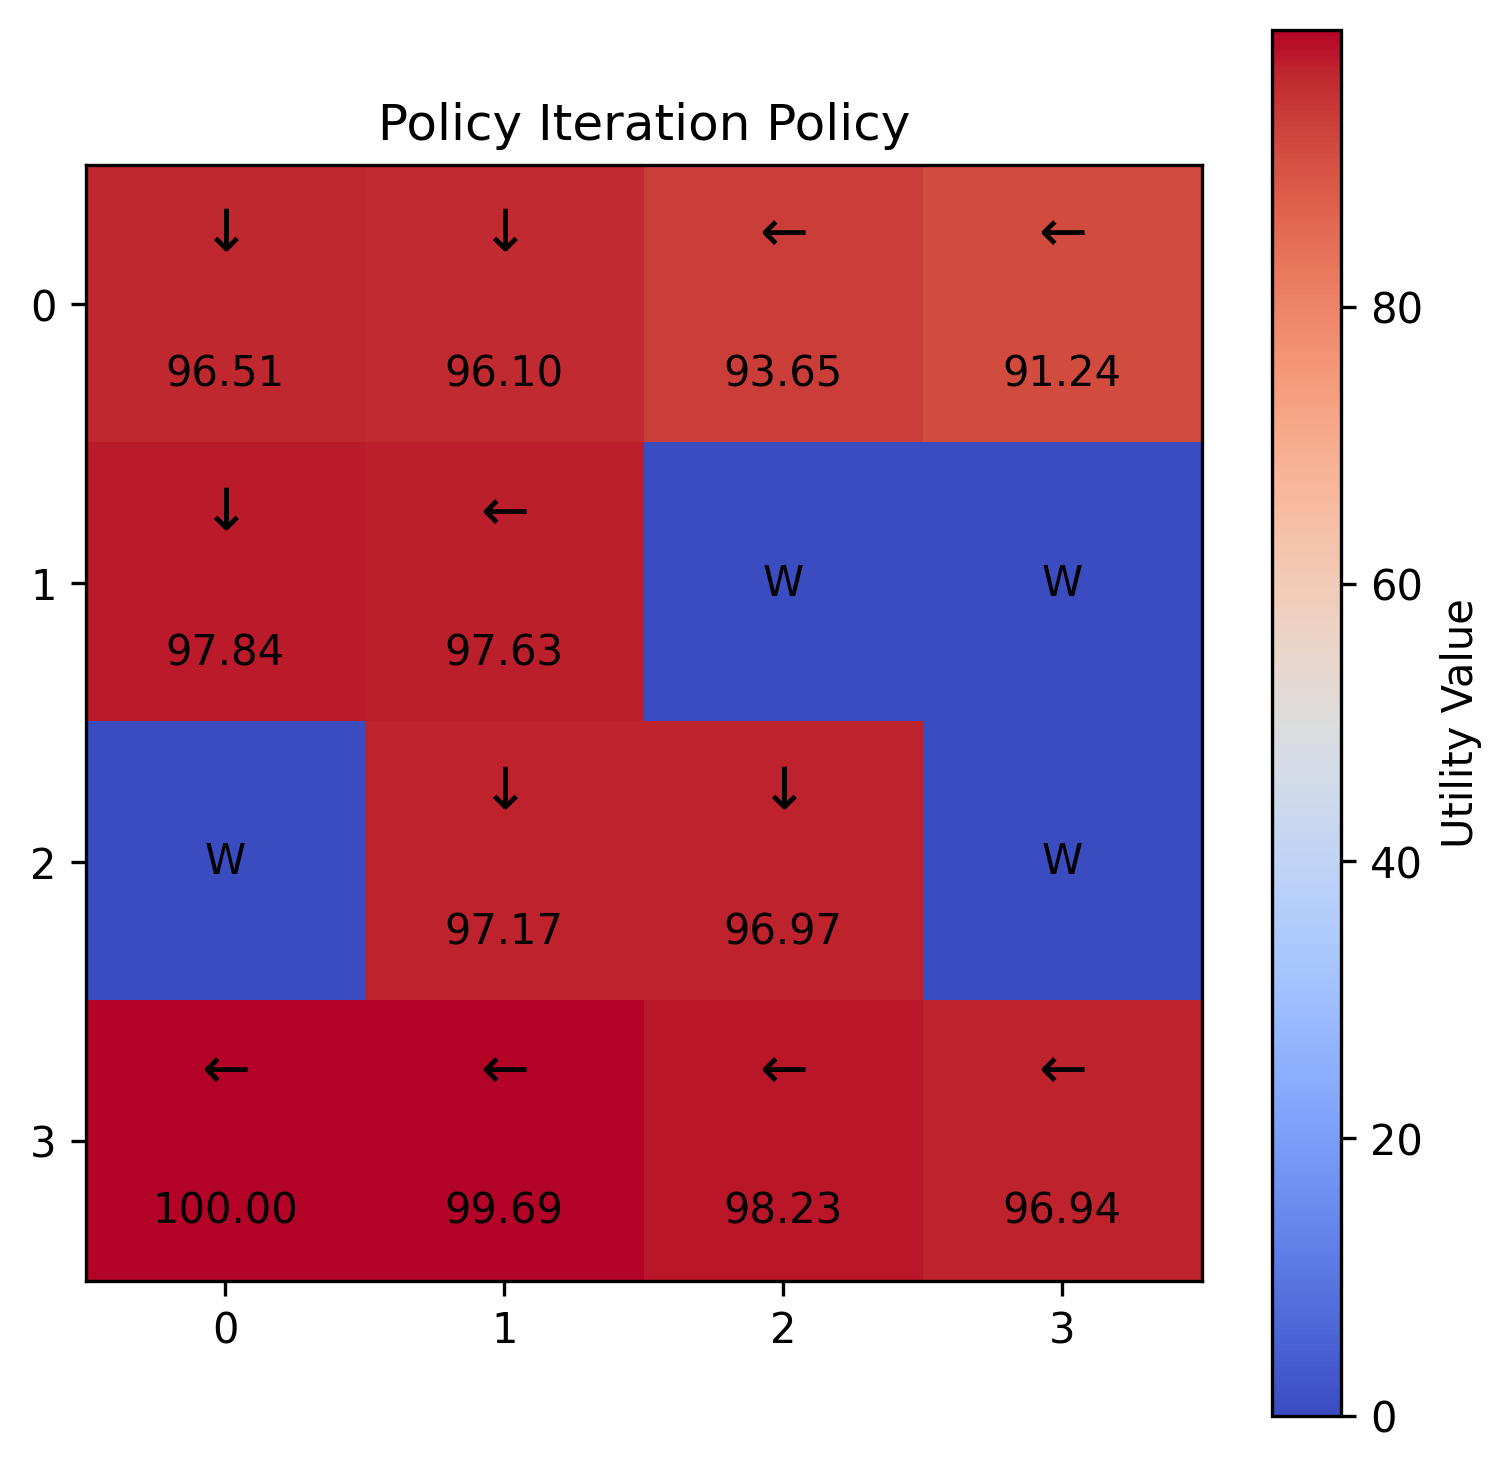 Policy Iteration Policy
↓ ↓ ← ←
0
96.51 96.10 93.65 91.24
↓ ←
1 W W
97.84 97.63
↓ ↓
2 W W
97.17 96.97
← ← ← ←
3
100.00 99.69 98.23 96.94
0 1 2 3
80
60
40
20
0
Utility Value